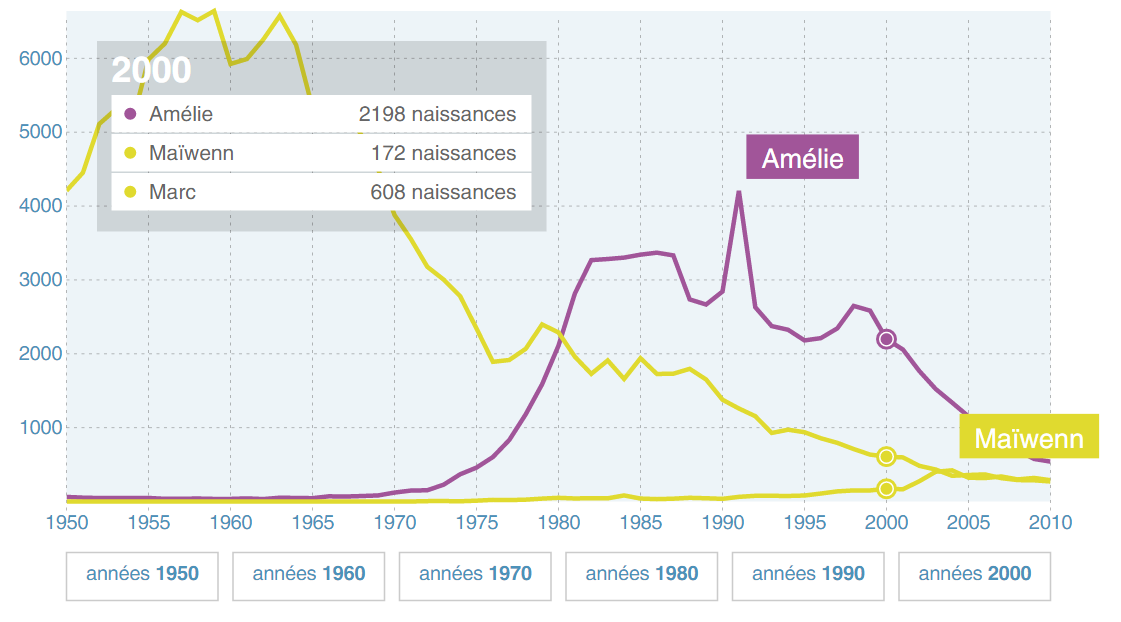 6000
5000
4000
3000
2000
1000
2000
Amélie 2198 naissances
Maïwenn 172 naissances
Marc 608 naissances
Amélie
Maïwenn
1950 1955 1960 1965 1970 1975 1980 1985 1990 1995 2000 2005 2010
années 1950 années 1960 années 1970 années 1980 années 1990 années 2000